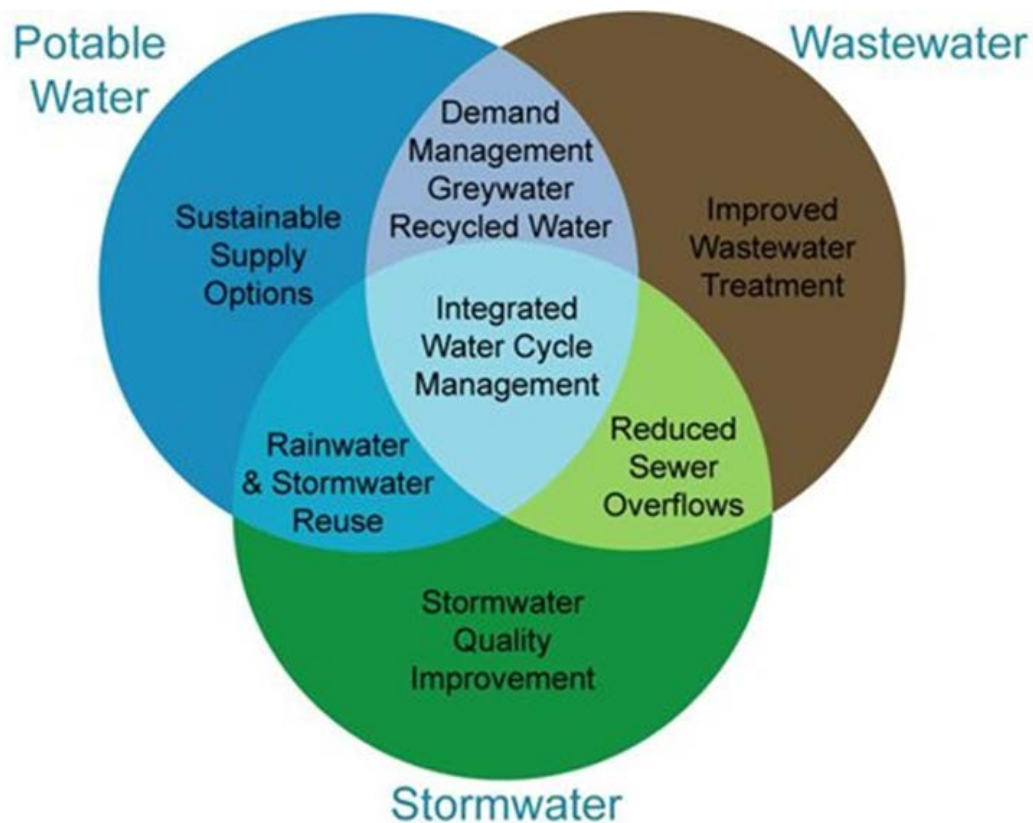 Potable
Water
Wastewater
Demand
Management
Greywater
Recycled Water
Sustainable
Supply
Options
Improved
Wastewater
Treatment
Integrated
Water Cycle
Management
Rainwater
& Stormwater
Reuse
Reduced
Sewer
Overflows
Stormwater
Quality
Improvement
Stormwater